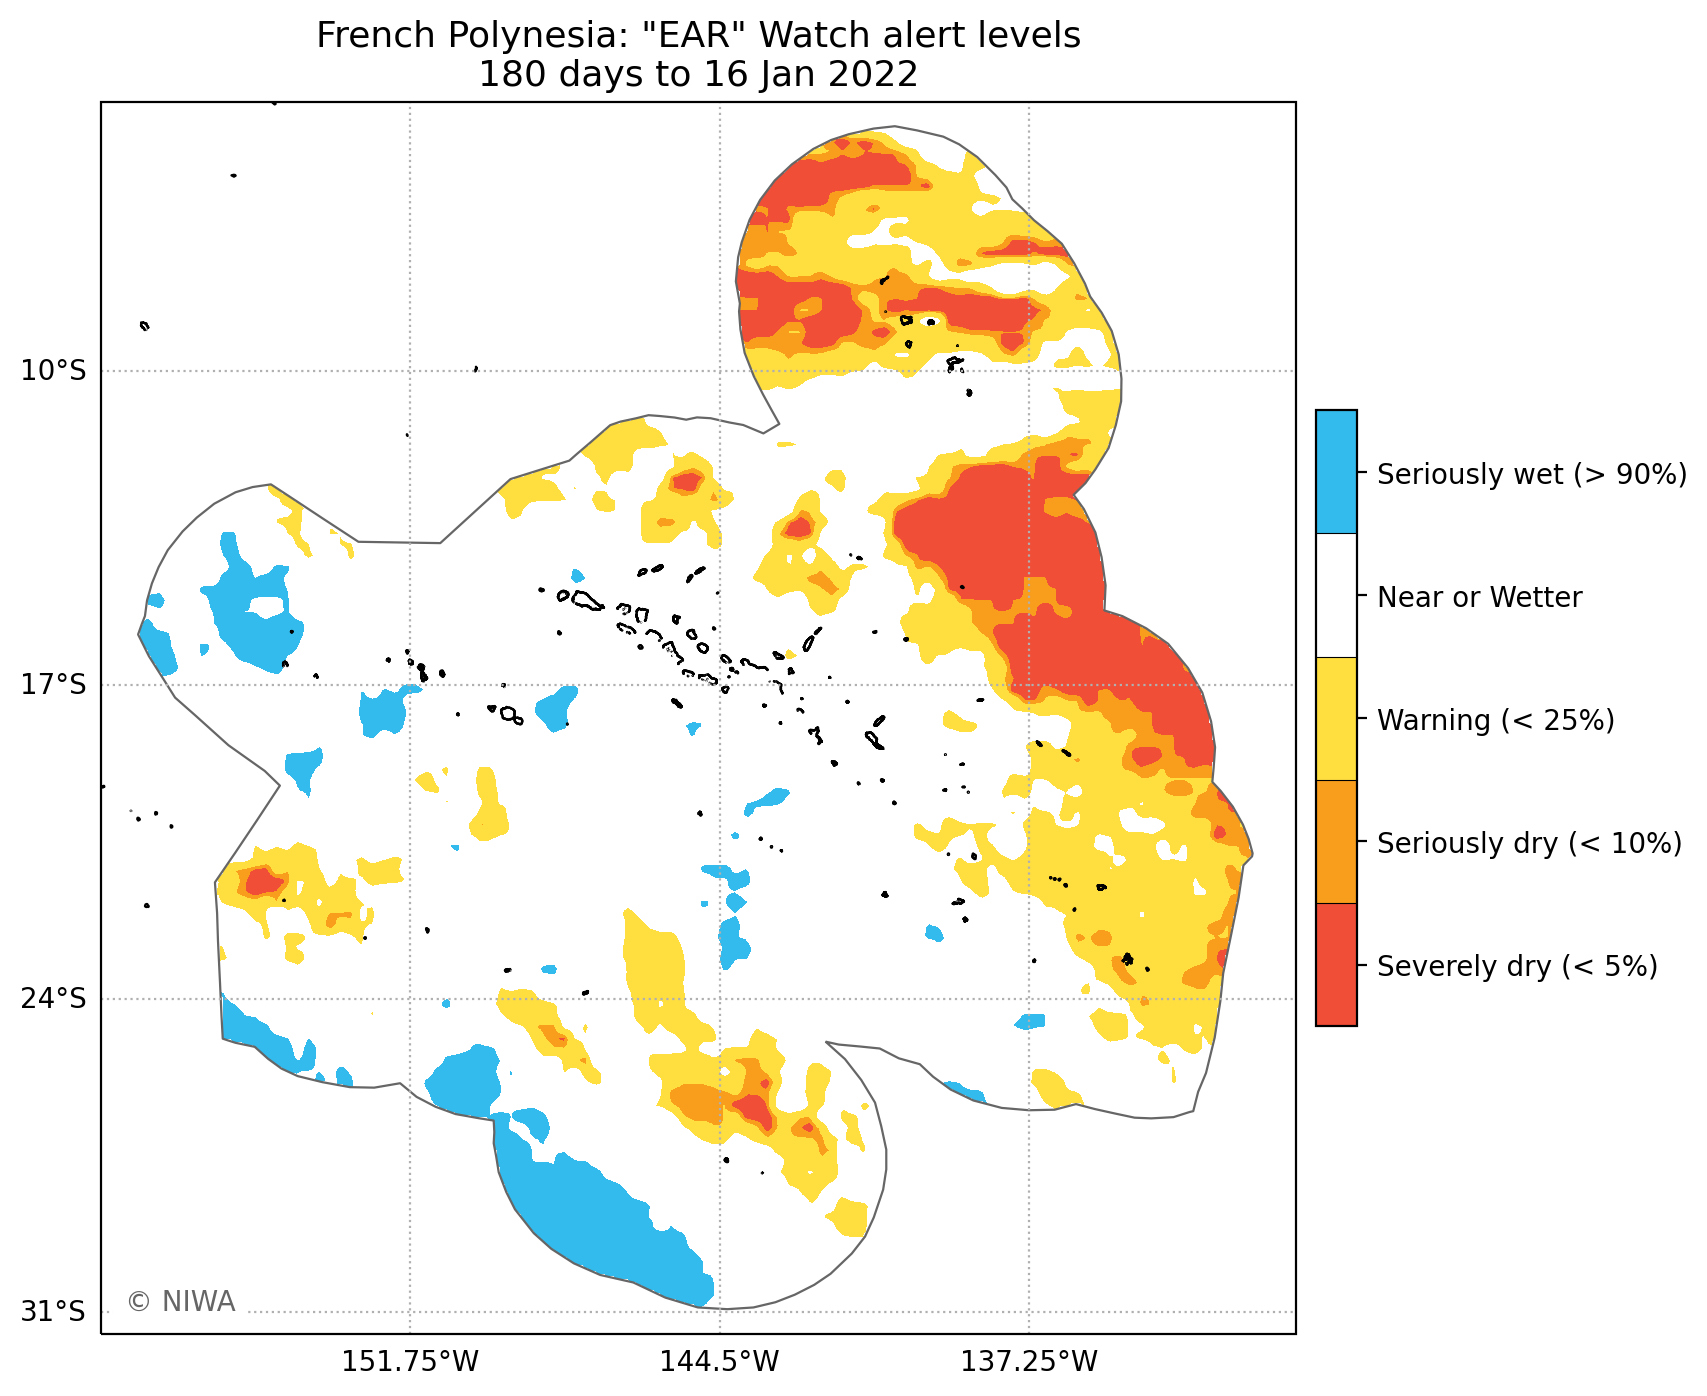 French Polynesia: "EAR" Watch alert levels
180 days to 16 Jan 2022
10°S
17°S
24°S
31°S
151.75°W
144.5°W
137.25°W
© NIWA
Seriously wet (> 90%)
Near or Wetter
Warning (< 25%)
Seriously dry (< 10%)
Severely dry (< 5%)